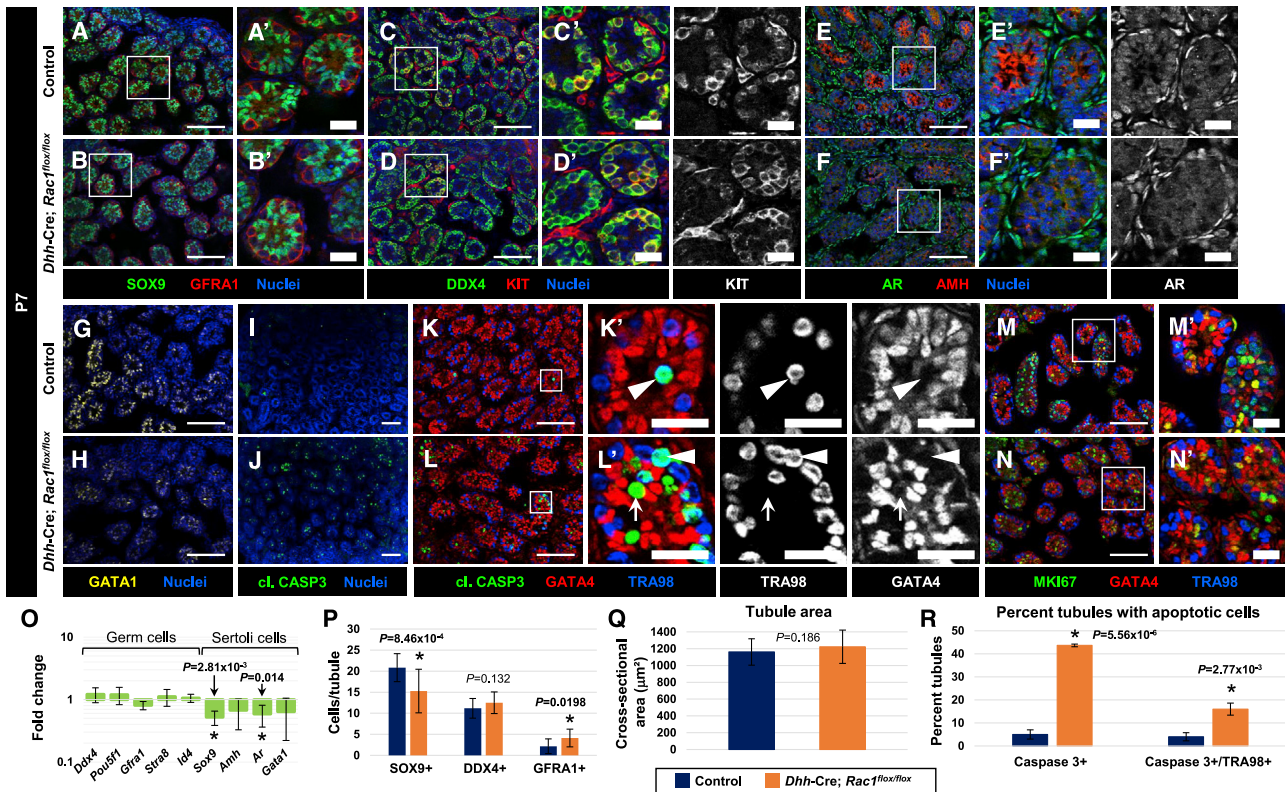 P7
Control
Dhh-Cre; Rac1flox/flox
A A' C C' E E'
B B' D D' F F'
SOX9 GFRA1 Nuclei DDX4 KIT Nuclei KIT AR AMH Nuclei AR
Control
Dhh-Cre; Rac1flox/flox
G I K K' M M'
H J L L' N N'
GATA1 Nuclei cl. CASP3 Nuclei cl. CASP3 GATA4 TRA98 TRA98 GATA4 MKI67 GATA4 TRA98
O
Germ cells Sertoli cells
P=2.81x10-3
P=0.014
Fold change
10
1
0.1
* *
Ddx4 Pou5f1 Gfra1 Stra8 Id4 Sox9 Amh Ar Gata1
P
Cells/tubule
30
25
20
15
10
5
0
P=8.46x10-4
*
P=0.132
P=0.0198
*
SOX9+ DDX4+ GFRA1+
Q
Tubule area
Cross-sectional area (µm²)
1400
1200
1000
800
600
400
200
0
P=0.186
Control Dhh-Cre; Rac1flox/flox
R
Percent tubules with apoptotic cells
Percent tubules
50
40
30
20
10
0
*
P=5.56x10-6
P=2.77x10-3
*
Caspase 3+ Caspase 3+/TRA98+